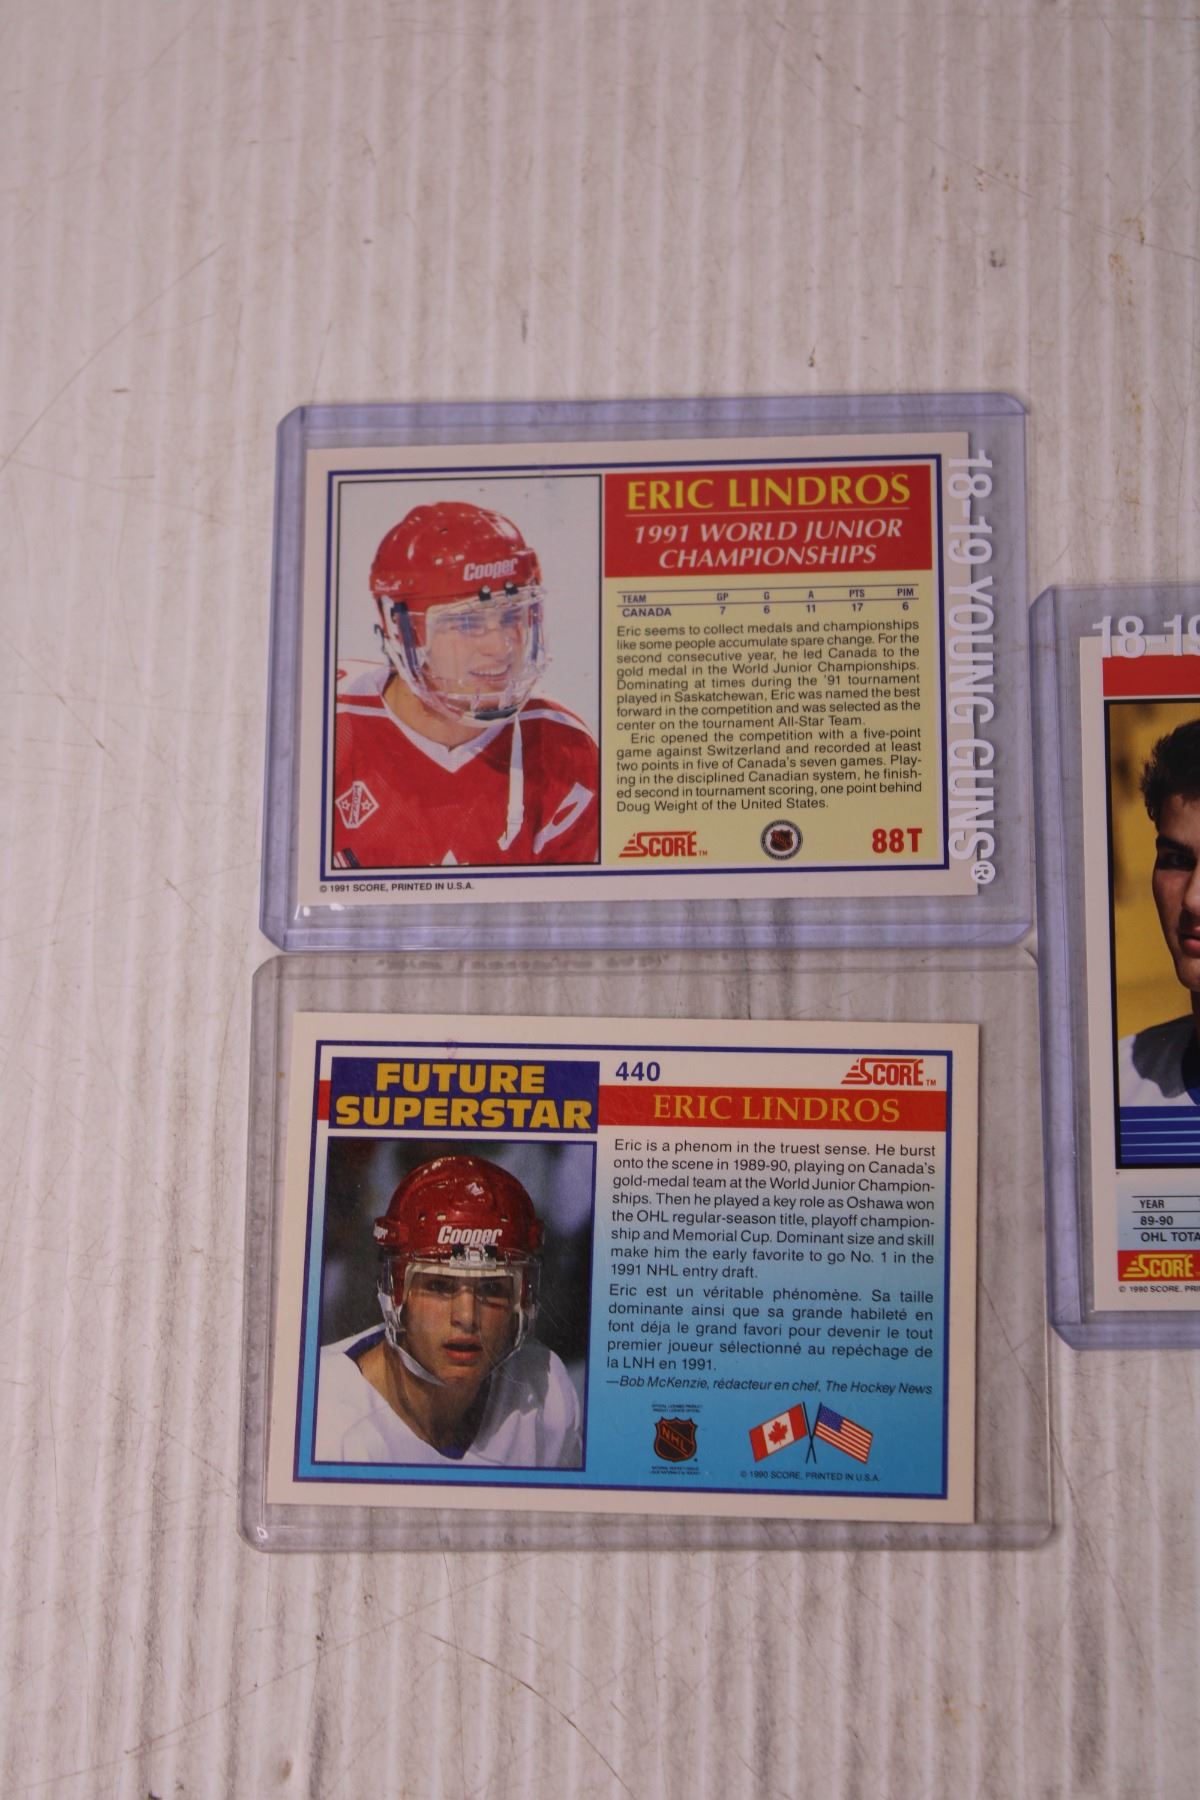 Cooper
ERIC LINDROS
1991 WORLD JUNIOR
CHAMPIONSHIPS
TEAM GP G A PTS PIM
CANADA 7 6 11 17 6
Eric seems to collect medals and championships
like some people accumulate spare change. For the
second consecutive year, he led Canada to the
gold medal in the World Junior Championships.
Dominating at times during the '91 tournament
played in Saskatchewan, Eric was named the best
forward in the competition and was selected as the
center on the tournament All-Star Team.
Eric opened the competition with a five-point
game against Switzerland and recorded at least
two points in five of Canada's seven games. Play-
ing in the disciplined Canadian system, he finish-
ed second in tournament scoring, one point behind
Doug Weight of the United States.
SCORE™
88T
© 1991 SCORE, PRINTED IN U.S.A.
18-19 YOUNG GUNS®
FUTURE
SUPERSTAR
440
SCORE™
ERIC LINDROS
Cooper
Eric is a phenom in the truest sense. He burst
onto the scene in 1989-90, playing on Canada's
gold-medal team at the World Junior Champion-
ships. Then he played a key role as Oshawa won
the OHL regular-season title, playoff champion-
ship and Memorial Cup. Dominant size and skill
make him the early favorite to go No. 1 in the
1991 NHL entry draft.
Eric est un véritable phénomène. Sa taille
dominante ainsi que sa grande habileté en
font déja le grand favori pour devenir le tout
premier joueur sélectionné au repéchage de
la LNH en 1991.
—Bob McKenzie, rédacteur en chef, The Hockey News
NHL
© 1990 SCORE, PRINTED IN U.S.A.
18-19
YEAR
89-90
OHL TOTA
SCORE
© 1990 SCORE, PRI